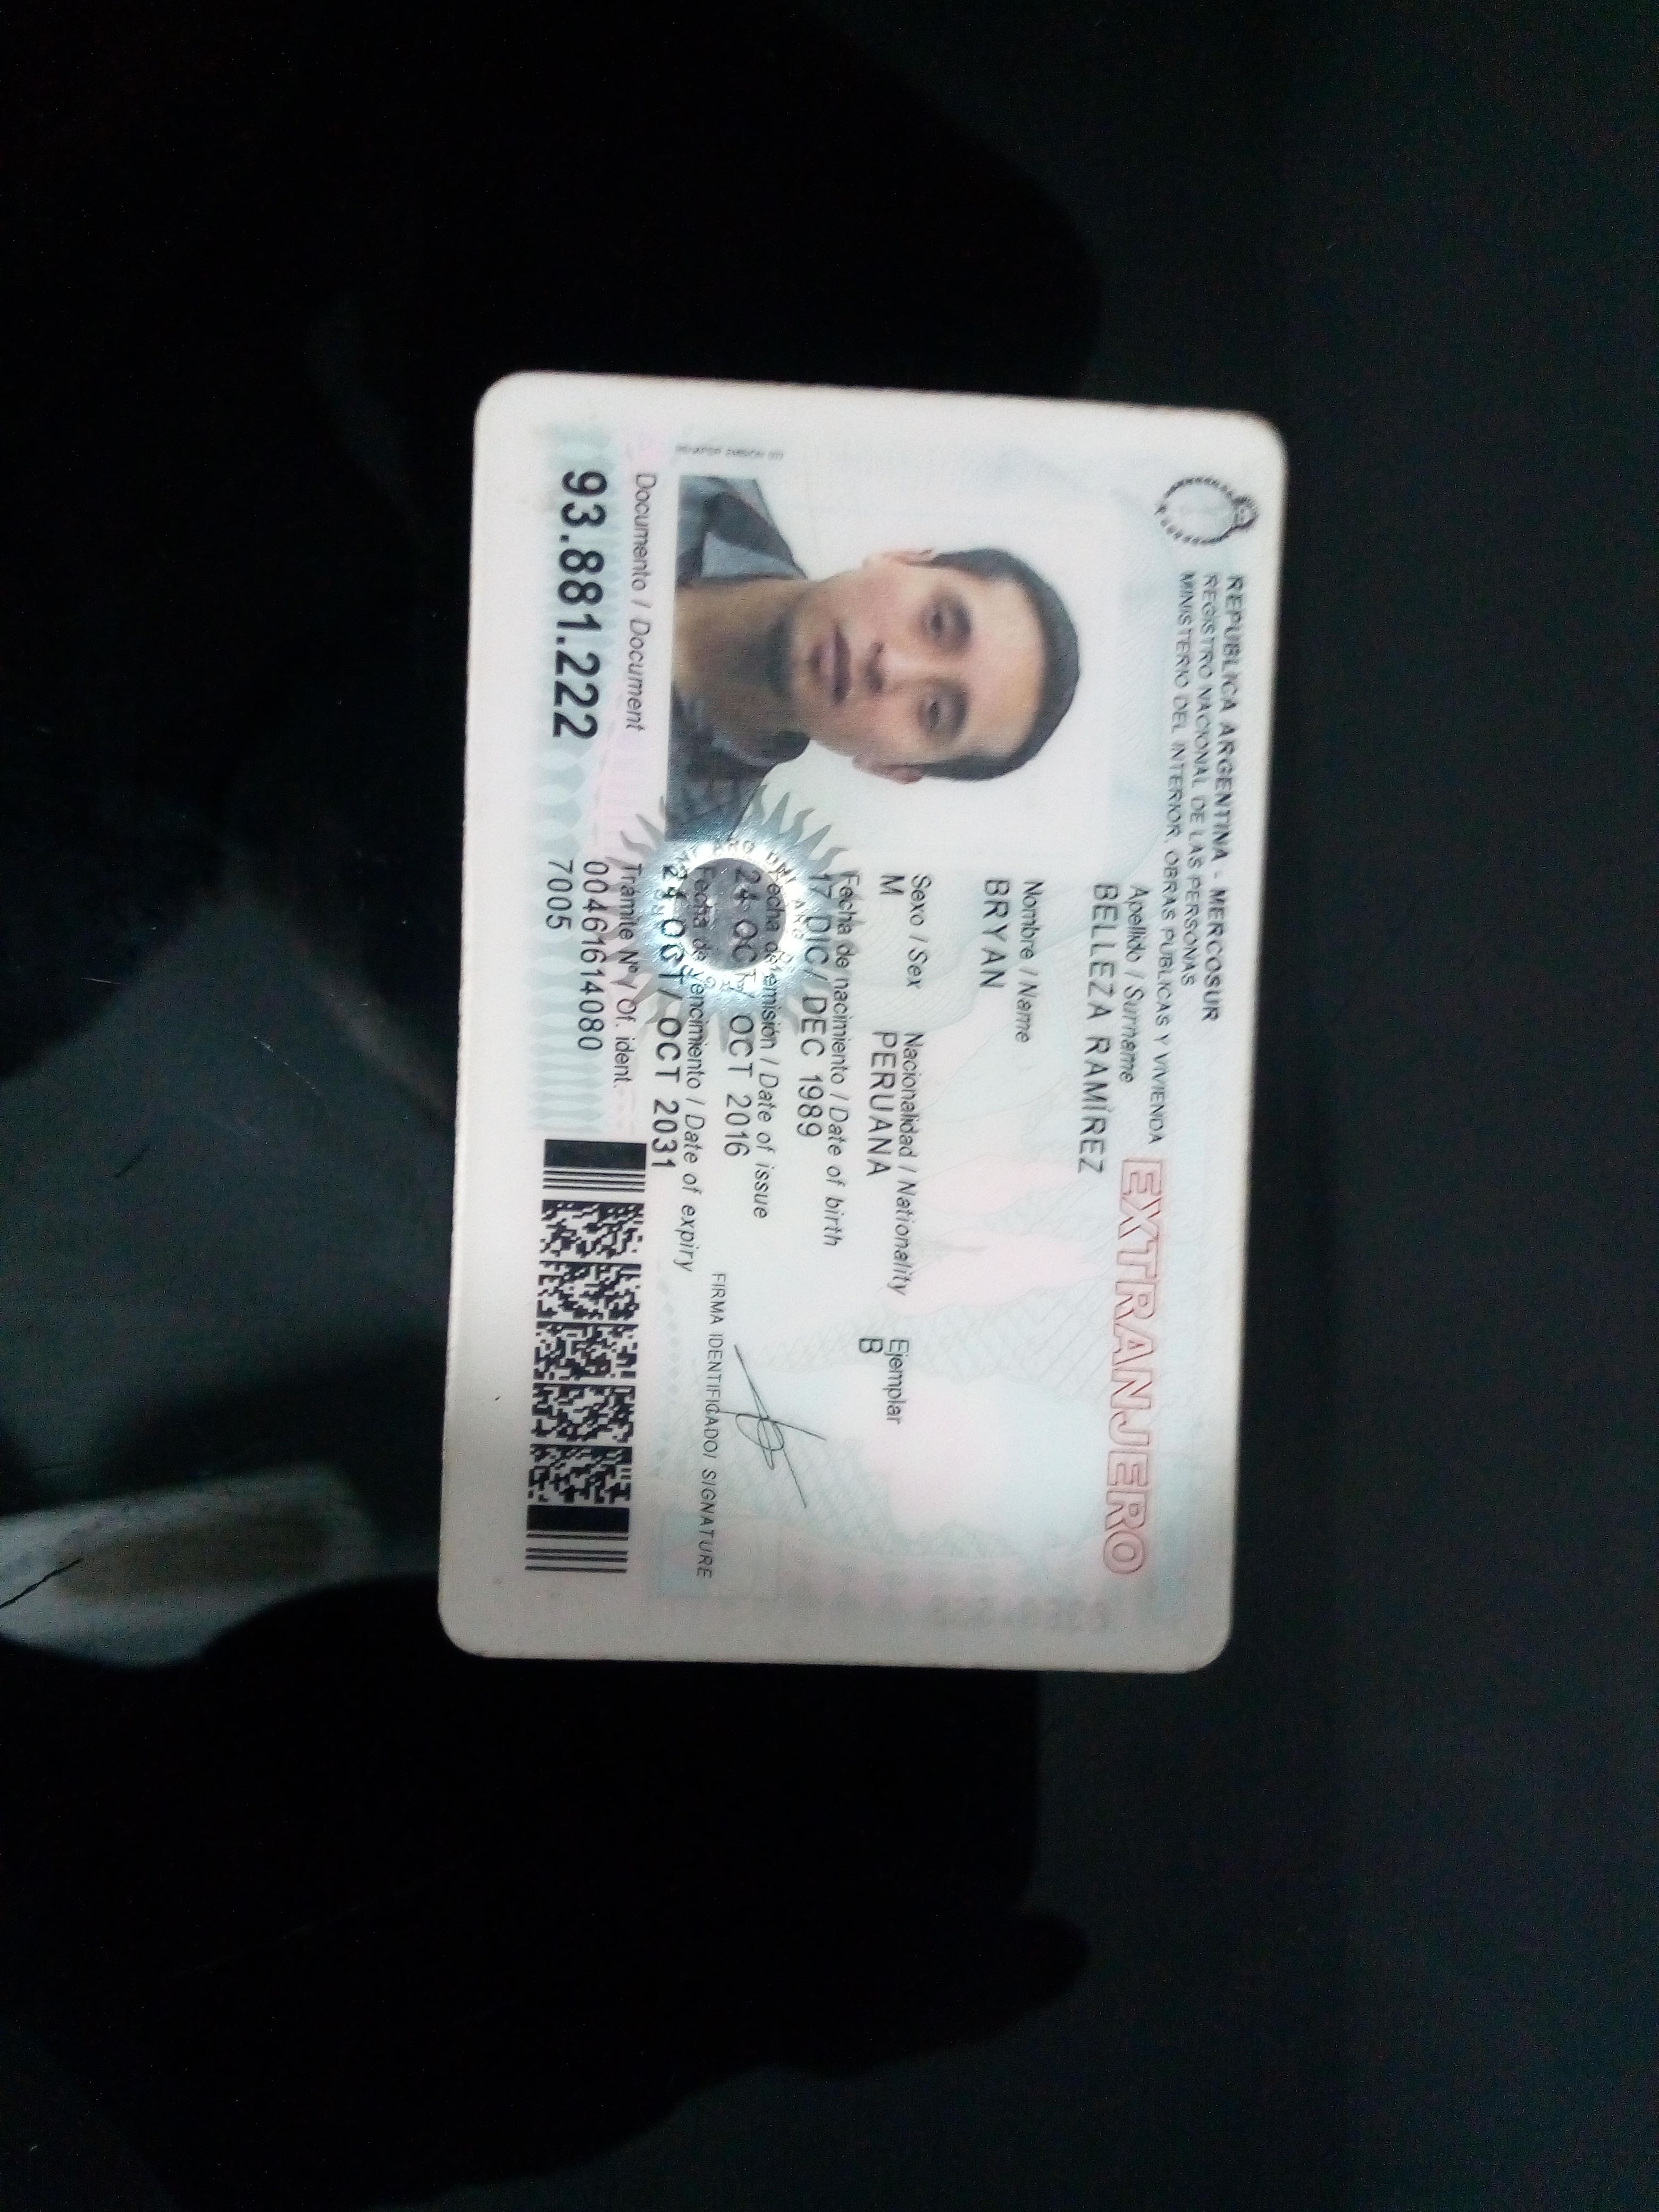 REPUBLICA ARGENTINA - MERCOSUR
REGISTRO NACIONAL DE LAS PERSONAS
MINISTERIO DEL INTERIOR, OBRAS PUBLICAS Y VIVIENDA
EXTRANJERO
Apellido / Surname
BELLEZA RAMÍREZ
Nombre / Name
BRYAN
Sexo / Sex Nacionalidad / Nationality Ejemplar
M PERUANA B
Fecha de nacimiento / Date of birth
17 DIC / DEC 1989
Fecha de emisión / Date of issue
24 OCT / OCT 2016
Fecha de vencimiento / Date of expiry
24 OCT / OCT 2031
FIRMA IDENTIFICADO / SIGNATURE
Documento / Document
93.881.222
Tramite Nº y Of. ident.
00461614080
7005